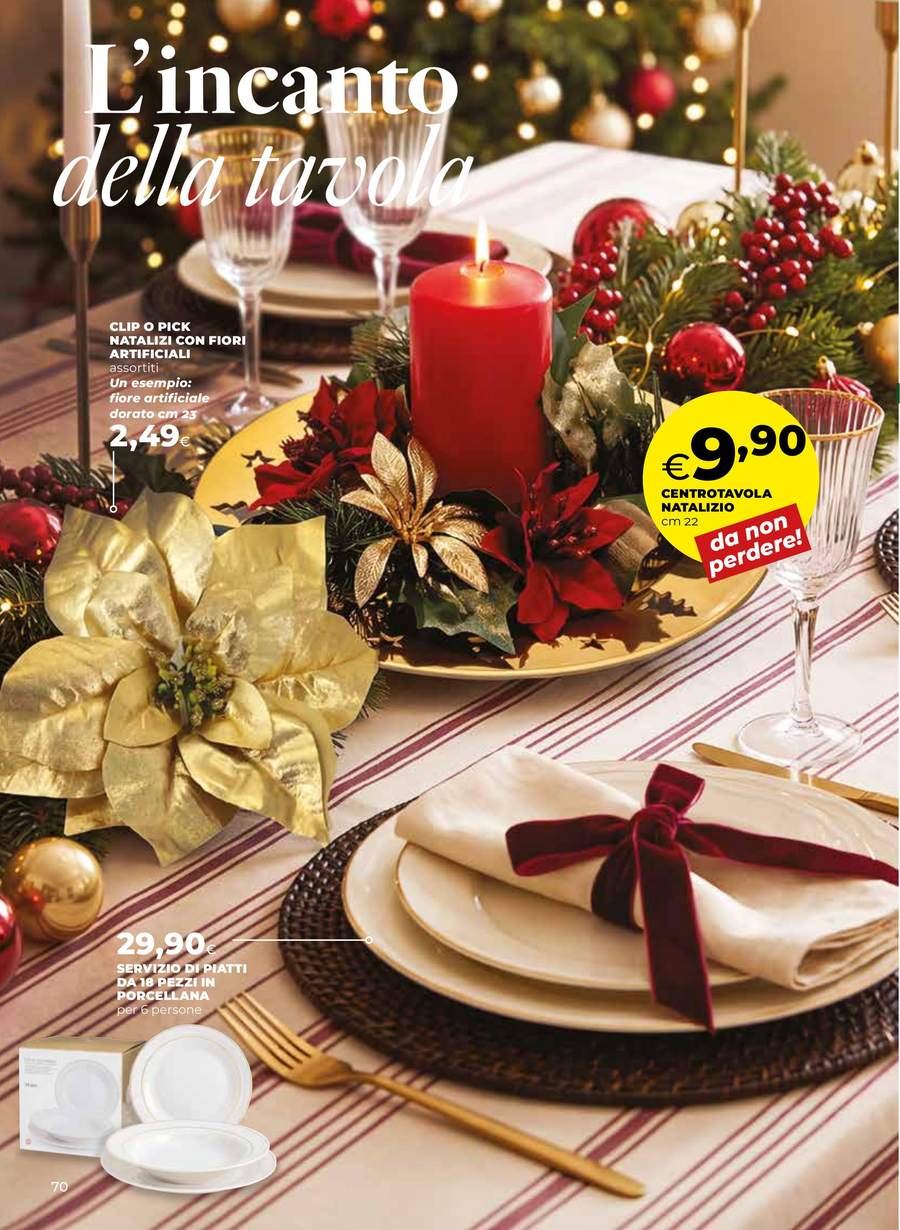 L'incanto
della tavola
CLIP O PICK
NATALIZI CON FIORI
ARTIFICIALI
assortiti
Un esempio:
fiore artificiale
dorato cm 23
2,49€
€9,90
CENTROTAVOLA
NATALIZIO
cm 22
da non
perdere!
29,90€
SERVIZIO DI PIATTI
DA 18 PEZZI IN
PORCELLANA
per 6 persone
70